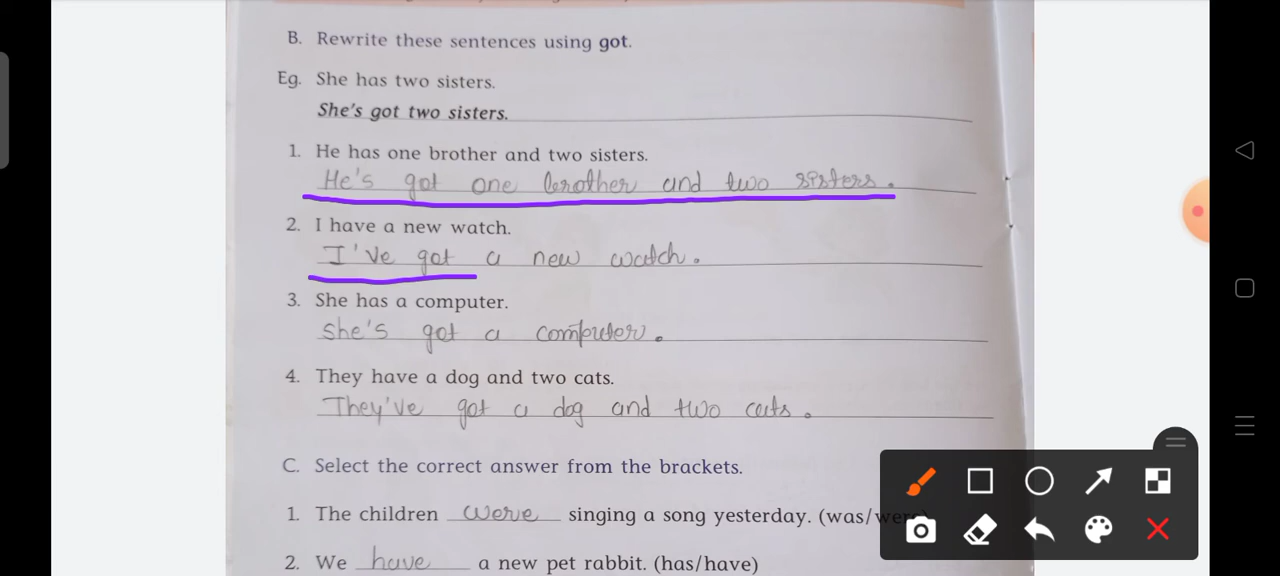 B. Rewrite these sentences using got.
Eg. She has two sisters.
She's got two sisters.
1. He has one brother and two sisters.
He's got one brother and two sisters.
2. I have a new watch.
I've got a new watch.
3. She has a computer.
she's got a computer.
4. They have a dog and two cats.
They've got a dog and two cats.
C. Select the correct answer from the brackets.
1. The children were singing a song yesterday. (was/were)
2. We have a new pet rabbit. (has/have)